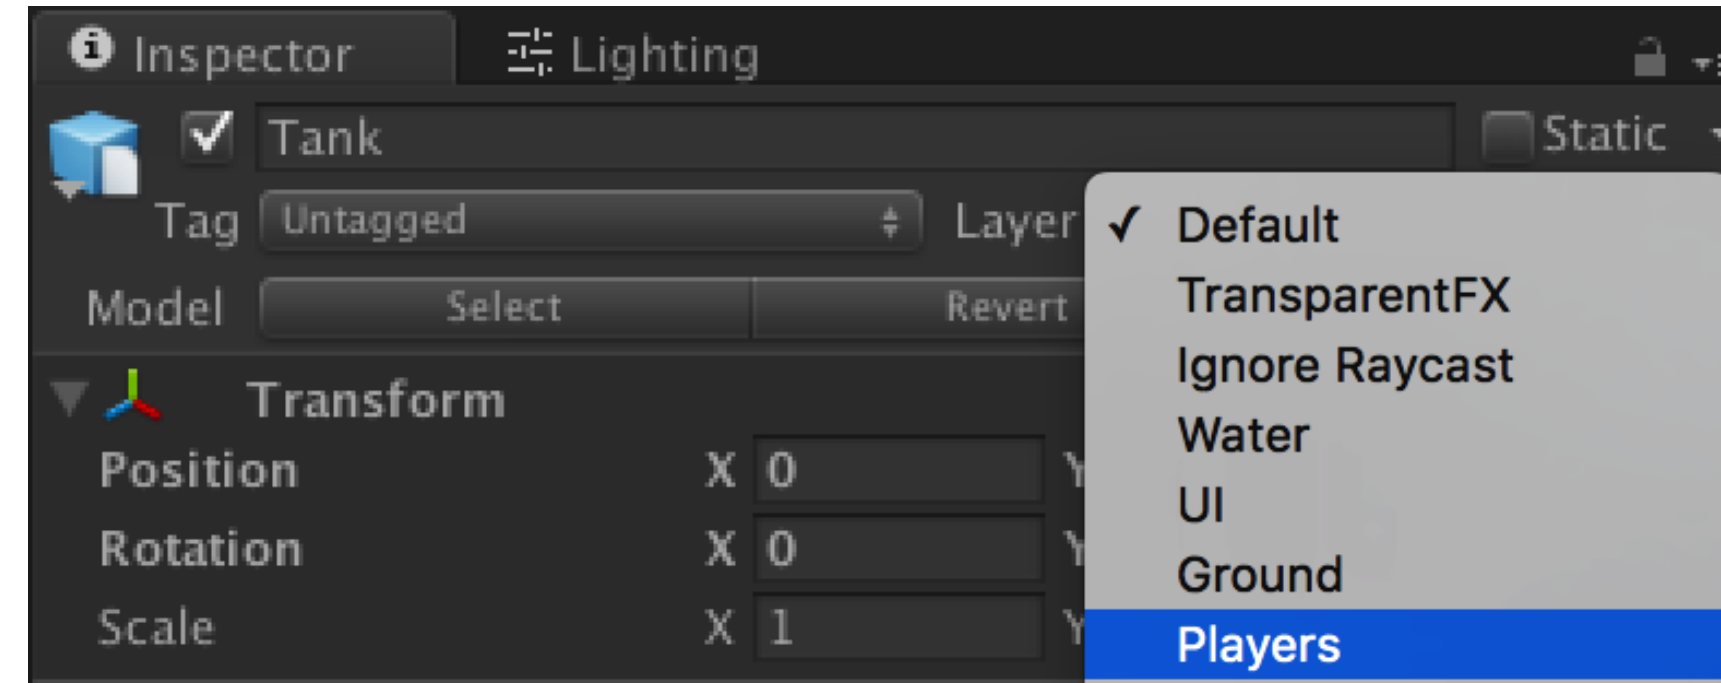 Inspector Lighting
Tank Static
Tag Untagged Layer ✓ Default
TransparentFX
Model Select Revert
Ignore Raycast
Transform
Water
Position X 0 Y
UI
Rotation X 0 Y
Ground
Scale X 1 Y
Players